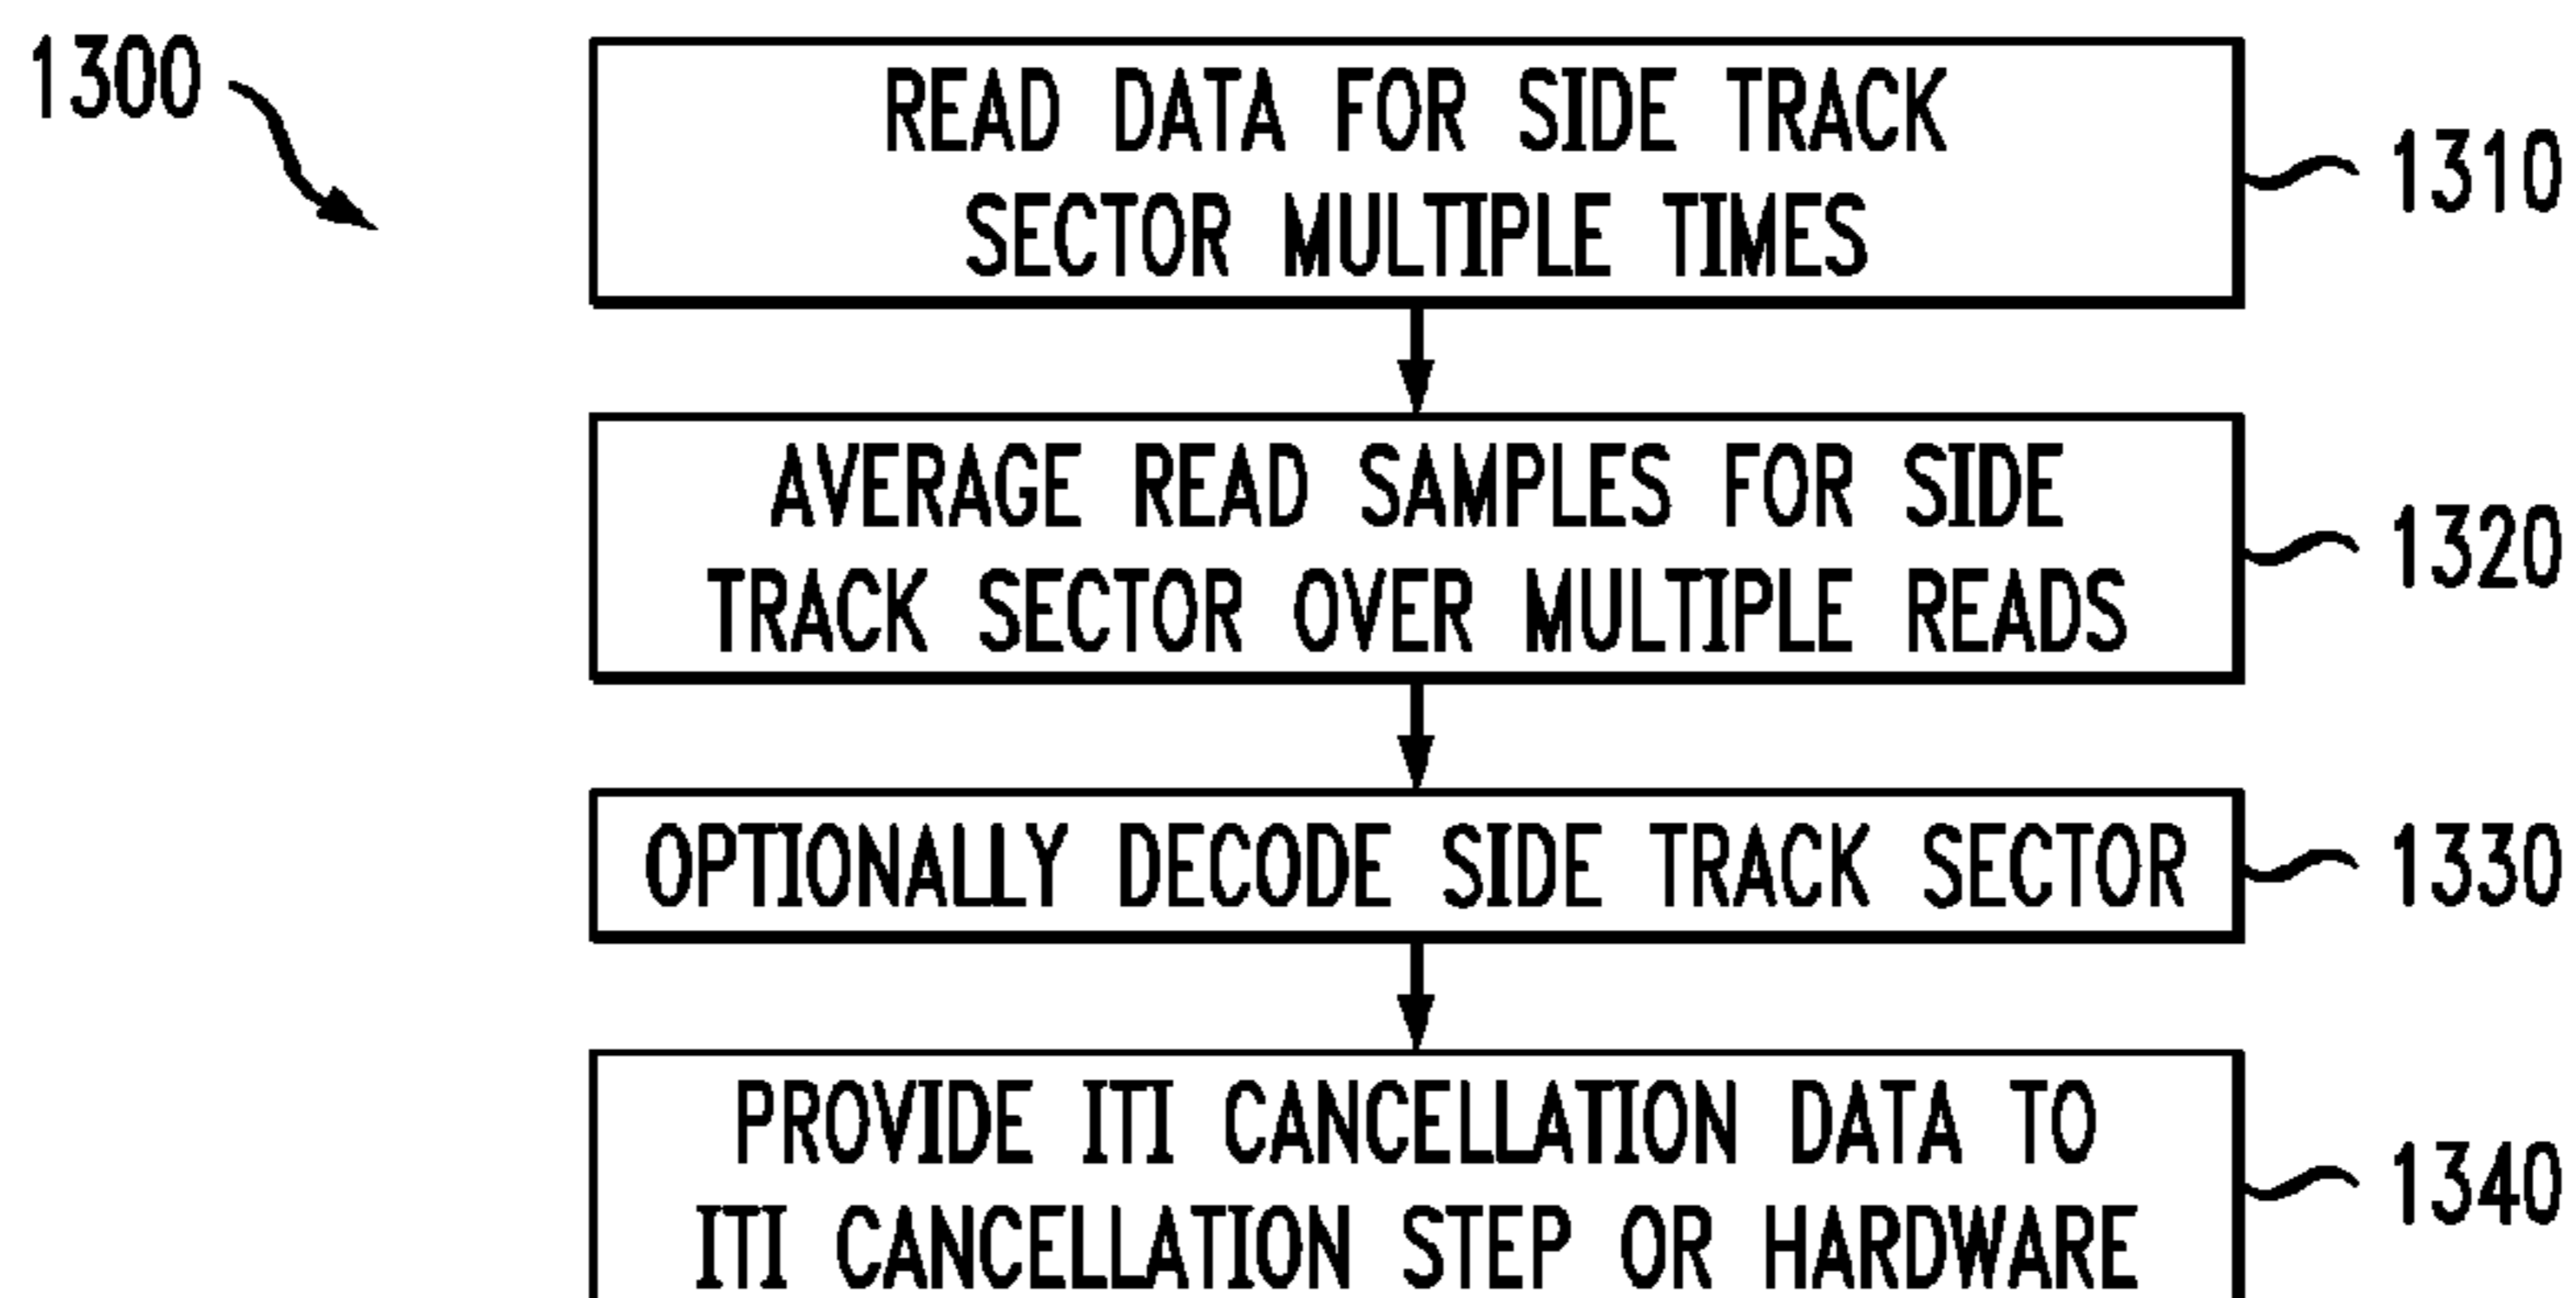 1300
READ DATA FOR SIDE TRACK
SECTOR MULTIPLE TIMES
1310
AVERAGE READ SAMPLES FOR SIDE
TRACK SECTOR OVER MULTIPLE READS
1320
OPTIONALLY DECODE SIDE TRACK SECTOR
1330
PROVIDE ITI CANCELLATION DATA TO
ITI CANCELLATION STEP OR HARDWARE
1340